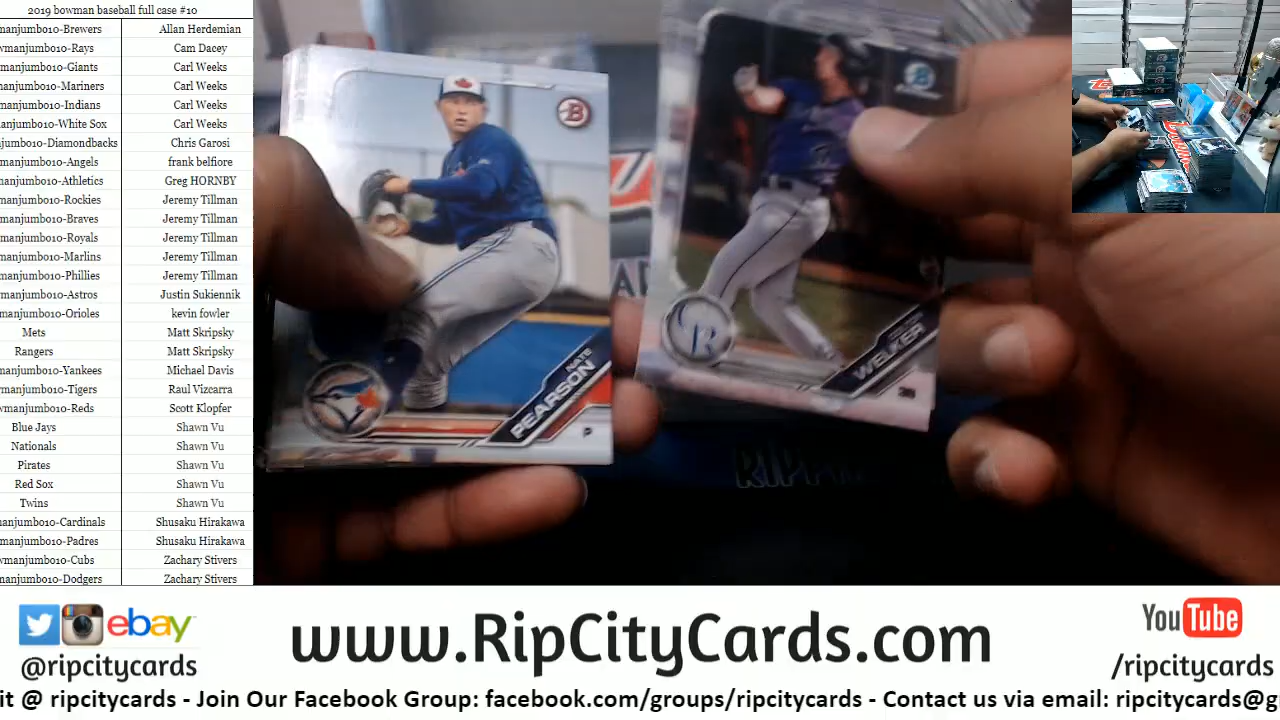 2019 bowman baseball full case #10
manjumbo10-Brewers Allan Herdemian
wmanjumbo10-Rays Cam Dacey
manjumbo10-Giants Carl Weeks
manjumbo10-Mariners Carl Weeks
manjumbo10-Indians Carl Weeks
manjumbo10-White Sox Carl Weeks
njumbo10-Diamondbacks Chris Garosi
manjumbo10-Angels frank belfiore
manjumbo10-Athletics Greg HORNBY
manjumbo10-Rockies Jeremy Tillman
manjumbo10-Braves Jeremy Tillman
manjumbo10-Royals Jeremy Tillman
manjumbo10-Marlins Jeremy Tillman
manjumbo10-Phillies Jeremy Tillman
manjumbo10-Astros Justin Sukiennik
manjumbo10-Orioles kevin fowler
Mets Matt Skripsky
Rangers Matt Skripsky
manjumbo10-Yankees Michael Davis
wmanjumbo10-Tigers Raul Vizcarra
wmanjumbo10-Reds Scott Klopfer
Blue Jays Shawn Vu
Nationals Shawn Vu
Pirates Shawn Vu
Red Sox Shawn Vu
Twins Shawn Vu
manjumbo10-Cardinals Shusaku Hirakawa
manjumbo10-Padres Shusaku Hirakawa
wmanjumbo10-Cubs Zachary Stivers
manjumbo10-Dodgers Zachary Stivers
B
NATE
PEARSON
P
CR
WELKER
ebay
@ripcitycards
www.RipCityCards.com
YouTube
/ripcitycards
it @ ripcitycards - Join Our Facebook Group: facebook.com/groups/ripcitycards - Contact us via email: ripcitycards@g